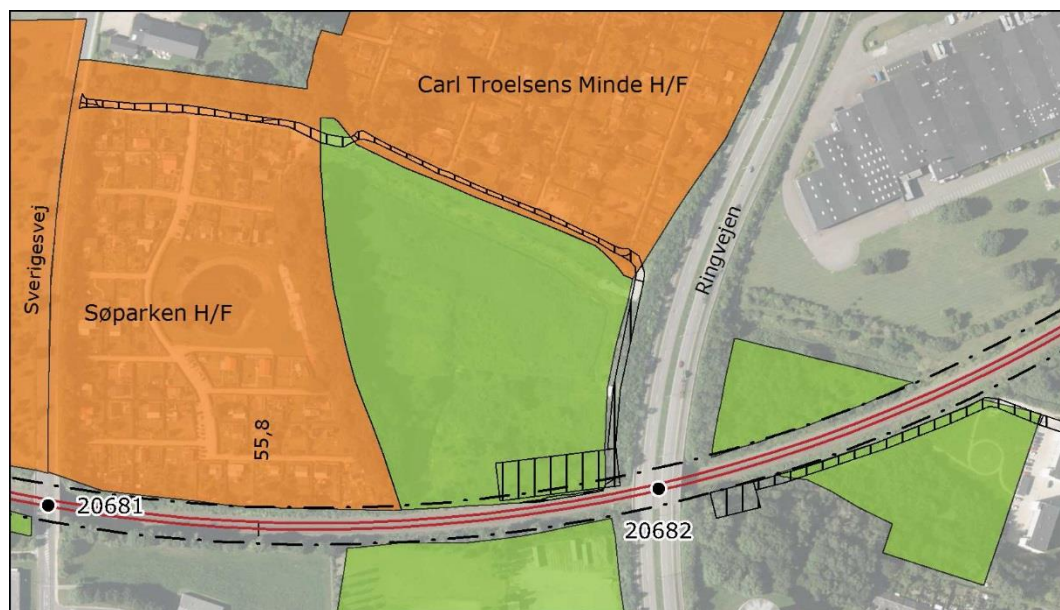 Carl Troelsens Minde H/F
Sverigesvej
Ringvejen
Søparken H/F
55,8
20681
20682